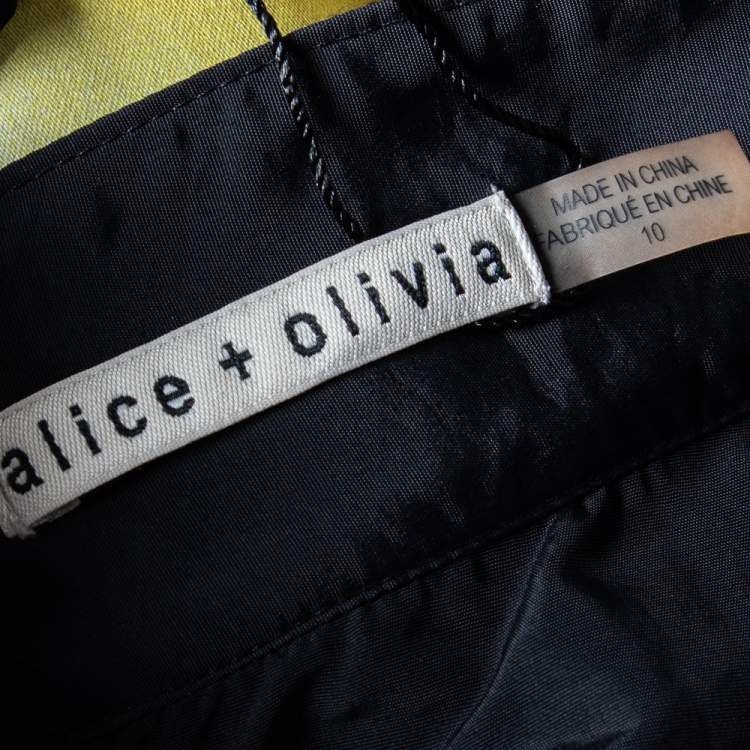 alice + olivia
MADE IN CHINA
FABRIQUÉ EN CHINE
10